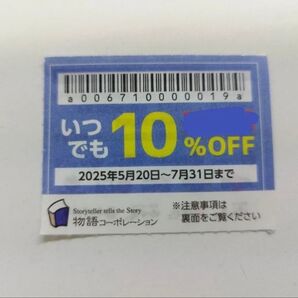 a006710000019a
いつでも10%OFF
2025年5月20日～7月31日まで
Storyteller tells the Story
物語コーポレーション
※注意事項は
裏面をご覧ください